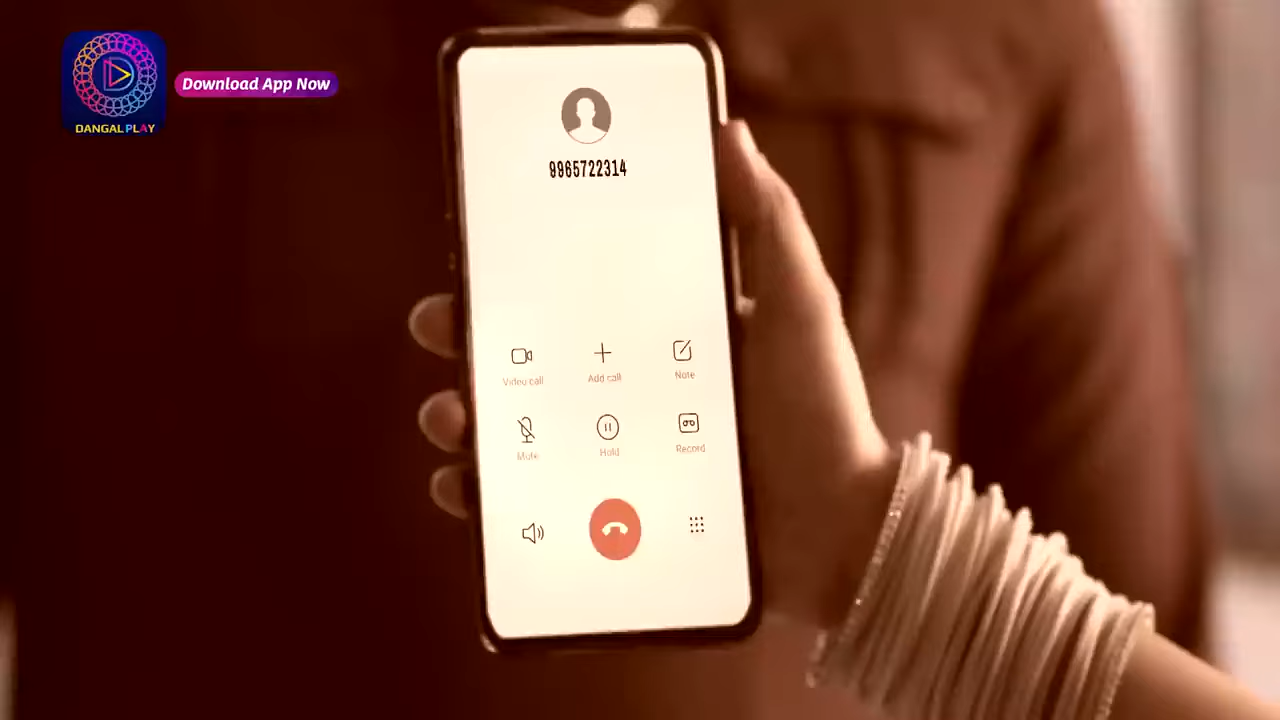 DANGAL PLAY
Download App Now
9965722314
Video call
Add call
Note
Mute
Hold
Record